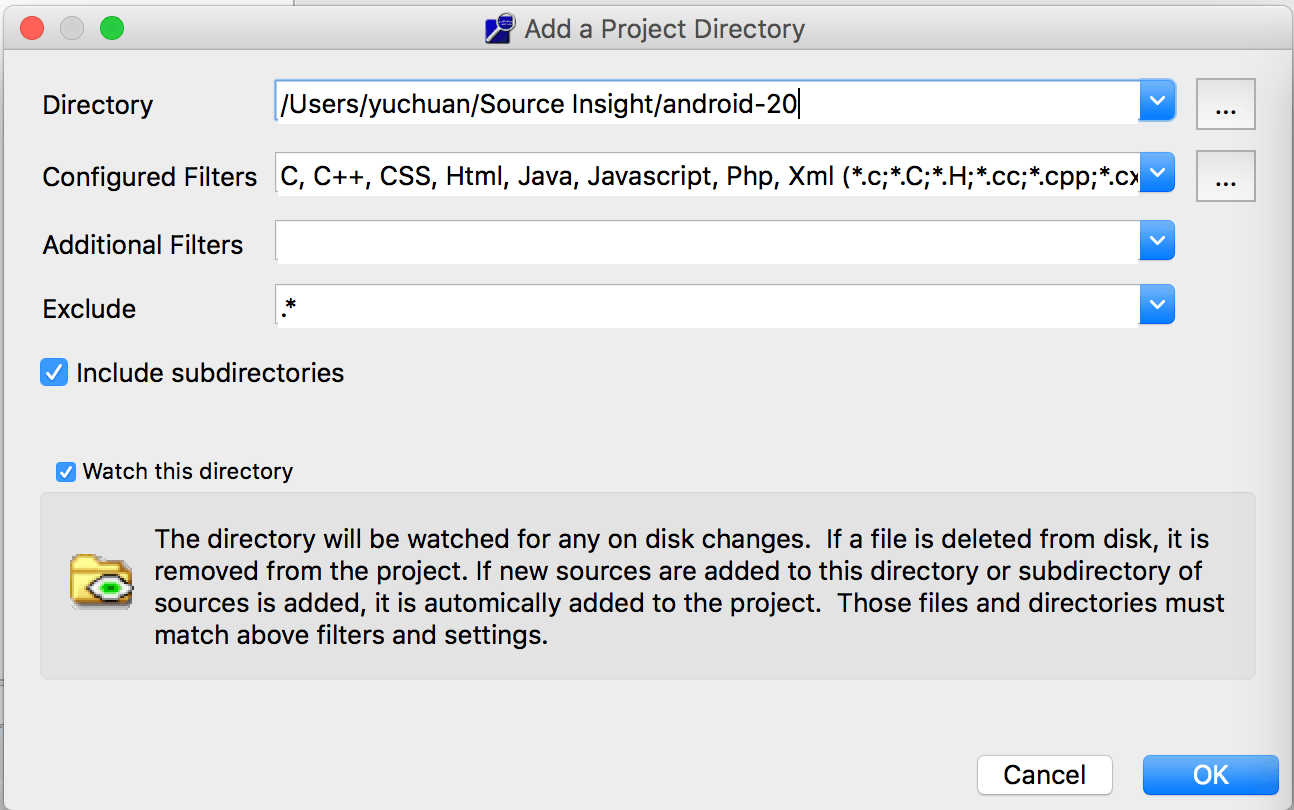 Add a Project Directory
Directory /Users/yuchuan/Source Insight/android-20 ...
Configured Filters C, C++, CSS, Html, Java, Javascript, Php, Xml (*.c;*.C;*.H;*.cc;*.cpp;*.cx ...
Additional Filters
Exclude .*
Include subdirectories
Watch this directory
The directory will be watched for any on disk changes.  If a file is deleted from disk, it is
removed from the project. If new sources are added to this directory or subdirectory of
sources is added, it is automically added to the project.  Those files and directories must
match above filters and settings.
Cancel OK